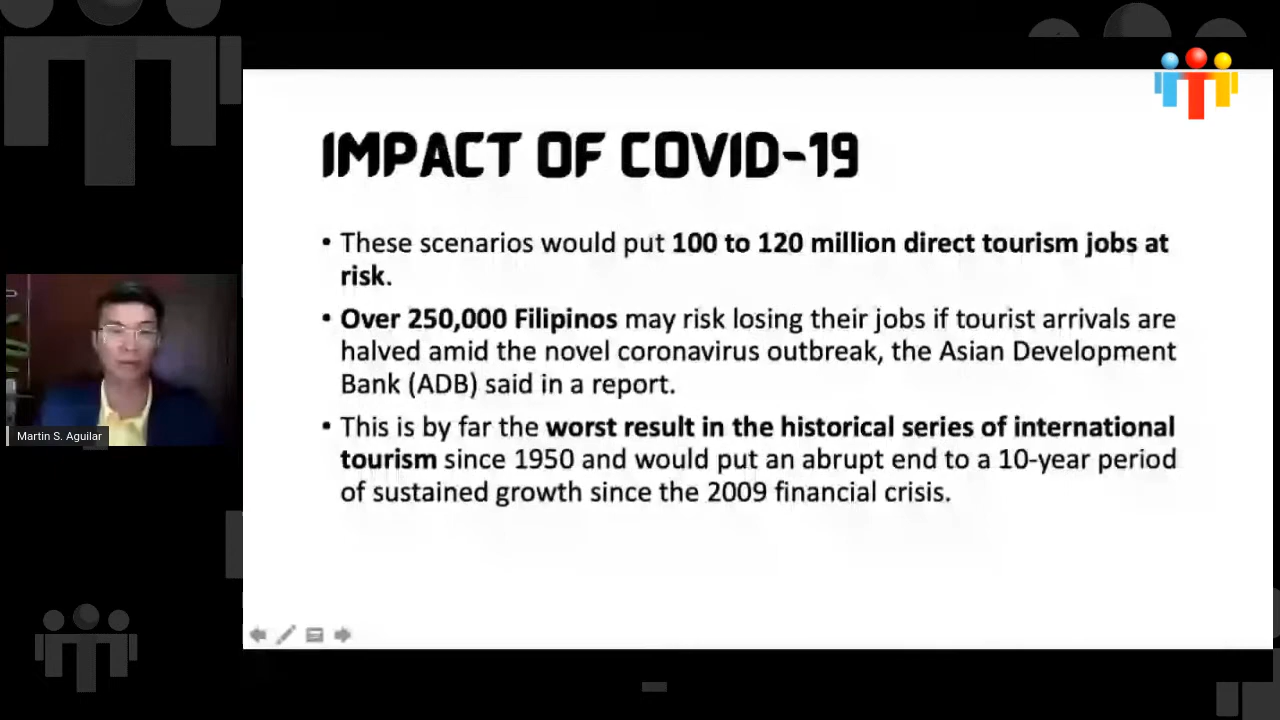 IMPACT OF COVID-19
• These scenarios would put 100 to 120 million direct tourism jobs at
risk.
• Over 250,000 Filipinos may risk losing their jobs if tourist arrivals are
halved amid the novel coronavirus outbreak, the Asian Development
Bank (ADB) said in a report.
• This is by far the worst result in the historical series of international
tourism since 1950 and would put an abrupt end to a 10-year period
of sustained growth since the 2009 financial crisis.
Martin S. Aguilar